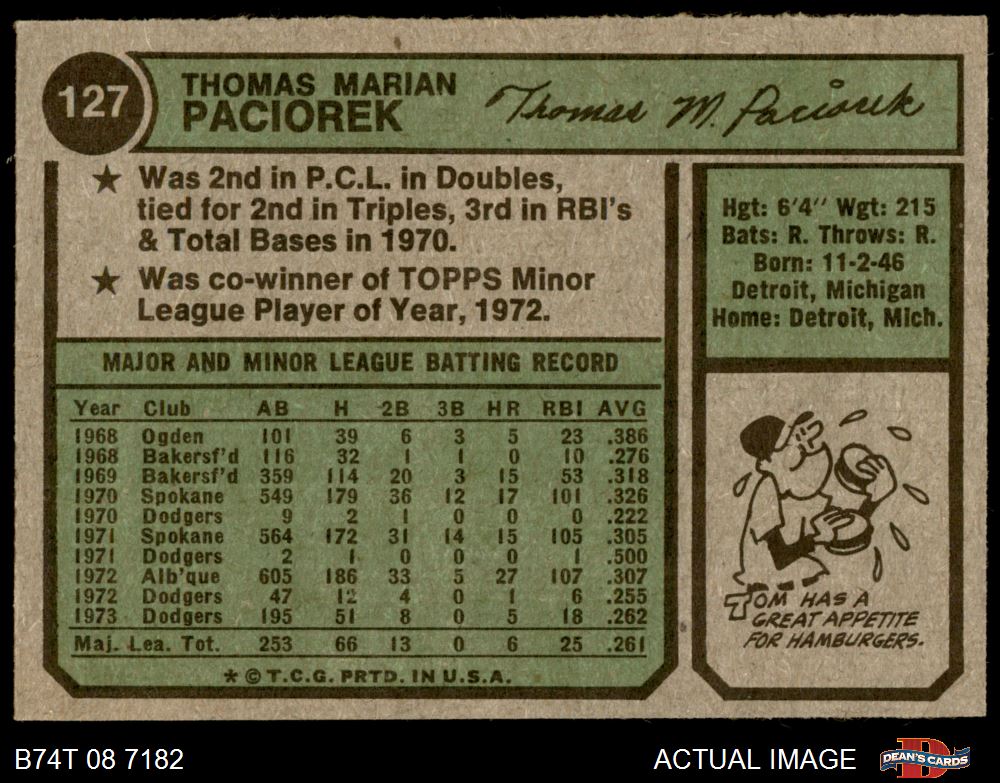 127
THOMAS MARIAN
PACIOREK
Thomas M. Paciorek
★ Was 2nd in P.C.L. in Doubles,
tied for 2nd in Triples, 3rd in RBI's
& Total Bases in 1970.
★ Was co-winner of TOPPS Minor
League Player of Year, 1972.
Hgt: 6'4" Wgt: 215
Bats: R. Throws: R.
Born: 11-2-46
Detroit, Michigan
Home: Detroit, Mich.
MAJOR AND MINOR LEAGUE BATTING RECORD
Year Club AB H 2B 3B HR RBI AVG
1968 Ogden 101 39 6 3 5 23 .386
1968 Bakersf'd 116 32 1 1 0 10 .276
1969 Bakersf'd 359 114 20 3 15 53 .318
1970 Spokane 549 179 36 12 17 101 .326
1970 Dodgers 9 2 1 0 0 0 .222
1971 Spokane 564 172 31 14 15 105 .305
1971 Dodgers 2 1 0 0 0 1 .500
1972 Alb'que 605 186 33 5 27 107 .307
1972 Dodgers 47 12 4 0 1 6 .255
1973 Dodgers 195 51 8 0 5 18 .262
Maj. Lea. Tot. 253 66 13 0 6 25 .261
* © T.C.G. PRTD. IN U.S.A.
TOM HAS A
GREAT APPETITE
FOR HAMBURGERS.
B74T 08 7182
ACTUAL IMAGE
DEAN'S CARDS